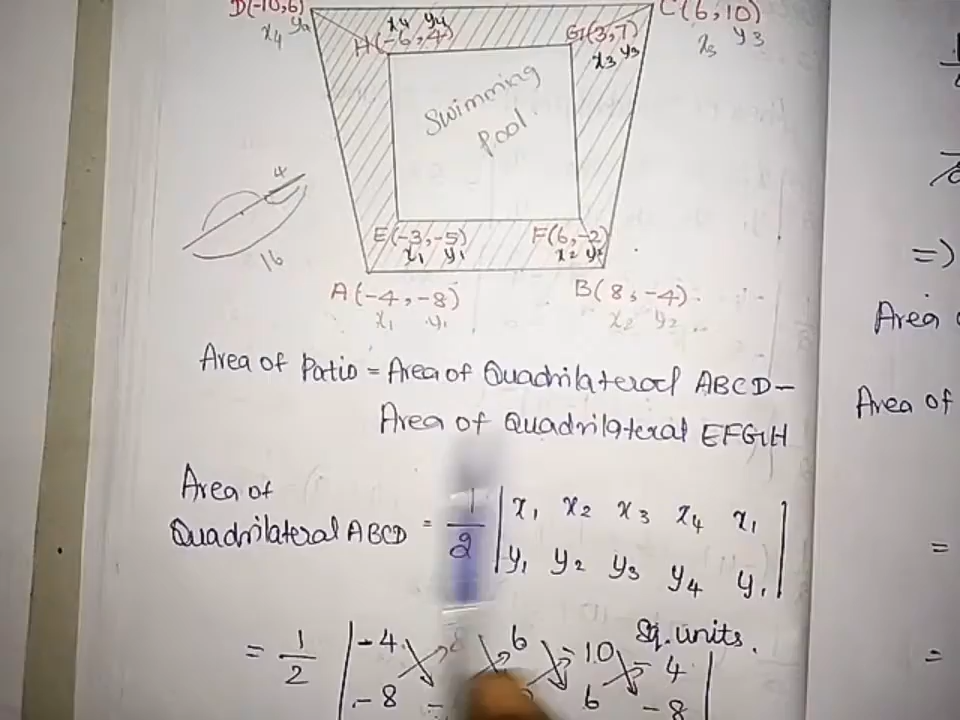 D(-10,6) C(6,10)
x4 y4 x3 y3
x4 y4
H(-6,4) G(3,7)
x3 y3
Swimming
Pool.
4
16
E(-3,-5) F(6,-2)
x1 y1 x2 y2
A(-4,-8) B(8,-4)
x1 y1 x2 y2
Area of Patio = Area of Quadrilateral ABCD -
Area of Quadrilateral EFGH
Area of
Quadrilateral ABCD = 1/2 | x1 x2 x3 x4 x1
y1 y2 y3 y4 y1 |
Sq. units.
= 1/2 | -4 8 6 -10 -4
-8 6 -8 |
=)
Area
Area of
=
=